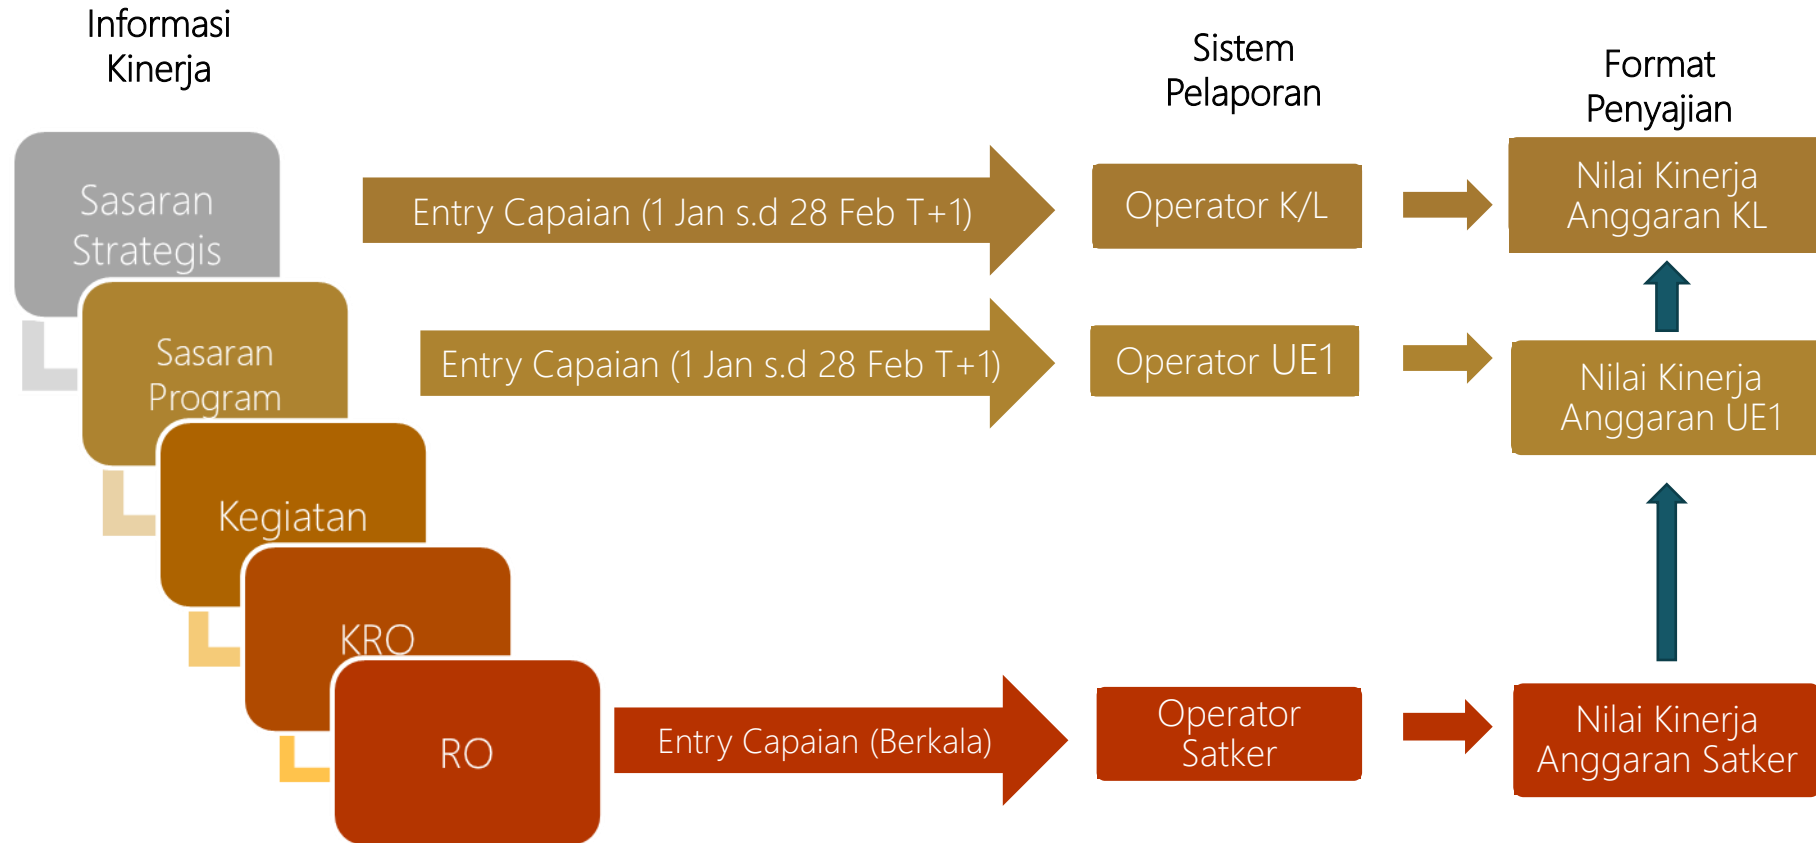 Informasi
Kinerja
Sistem
Pelaporan
Format
Penyajian
Sasaran
Strategis
Entry Capaian (1 Jan s.d 28 Feb T+1)
Operator K/L
Nilai Kinerja
Anggaran KL
Sasaran
Program
Entry Capaian (1 Jan s.d 28 Feb T+1)
Operator UE1
Nilai Kinerja
Anggaran UE1
Kegiatan
KRO
RO
Entry Capaian (Berkala)
Operator
Satker
Nilai Kinerja
Anggaran Satker